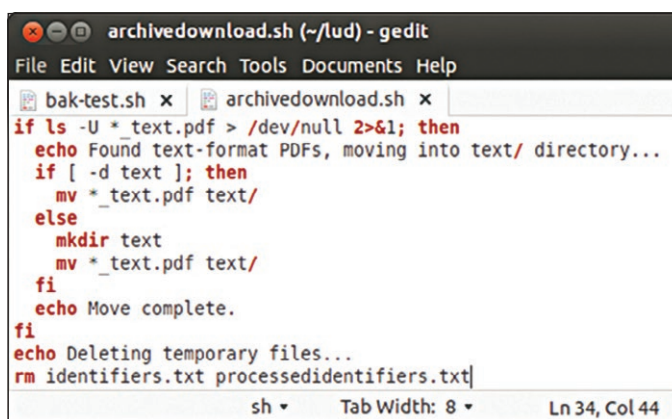 archivedownload.sh (~/lud) - gedit
File Edit View Search Tools Documents Help
bak-test.sh × archivedownload.sh ×
if ls -U *_text.pdf > /dev/null 2>&1; then
  echo Found text-format PDFs, moving into text/ directory...
  if [ -d text ]; then
    mv *_text.pdf text/
  else
    mkdir text
    mv *_text.pdf text/
  fi
  echo Move complete.
fi
echo Deleting temporary files...
rm identifiers.txt processedidentifiers.txt
sh Tab Width: 8 Ln 34, Col 44